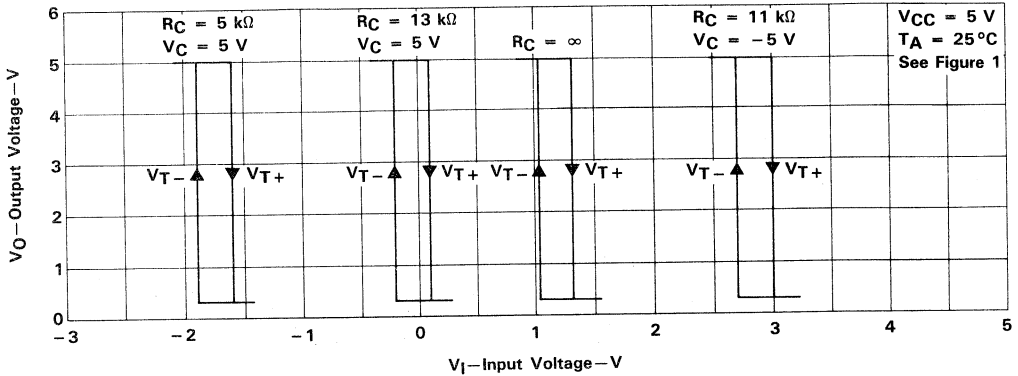 RC = 5 kΩ
VC = 5 V
RC = 13 kΩ
VC = 5 V
RC = ∞
RC = 11 kΩ
VC = −5 V
VCC = 5 V
TA = 25°C
See Figure 1
VO—Output Voltage—V
6
5
4
3
2
1
0
VT−
VT+
VT−
VT+
VT−
VT+
VT−
VT+
−3
−2
−1
0
1
2
3
4
5
VI—Input Voltage—V